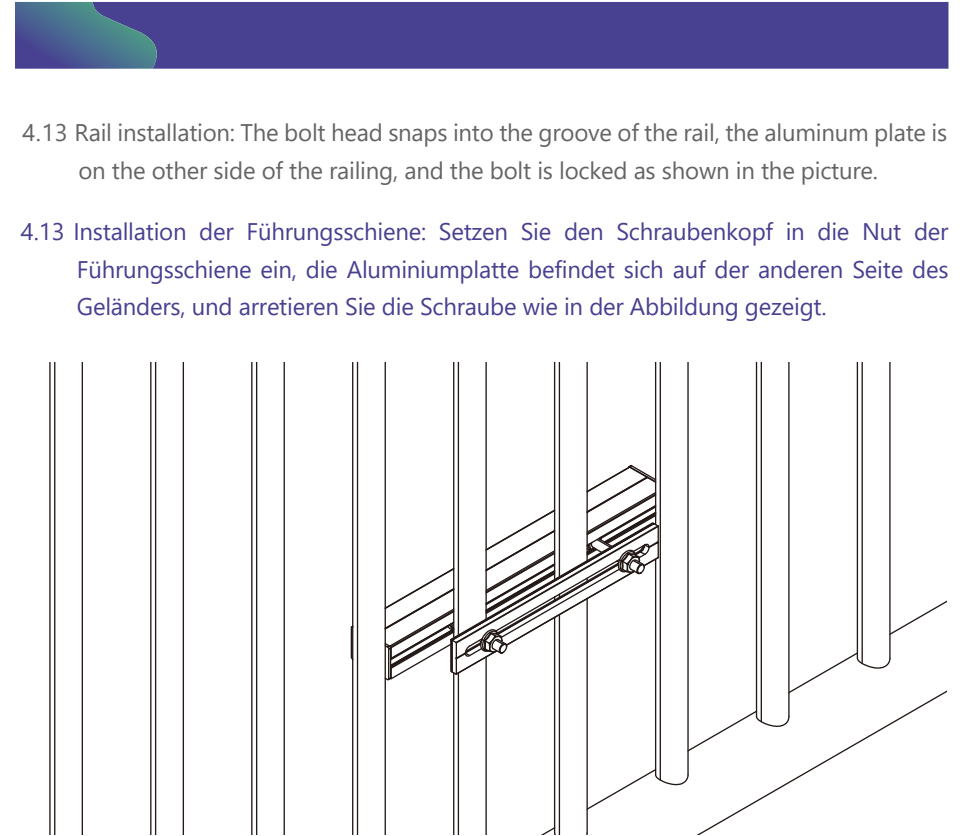 4.13 Rail installation: The bolt head snaps into the groove of the rail, the aluminum plate is
on the other side of the railing, and the bolt is locked as shown in the picture.
4.13 Installation der Führungsschiene: Setzen Sie den Schraubenkopf in die Nut der
Führungsschiene ein, die Aluminiumplatte befindet sich auf der anderen Seite des
Geländers, und arretieren Sie die Schraube wie in der Abbildung gezeigt.